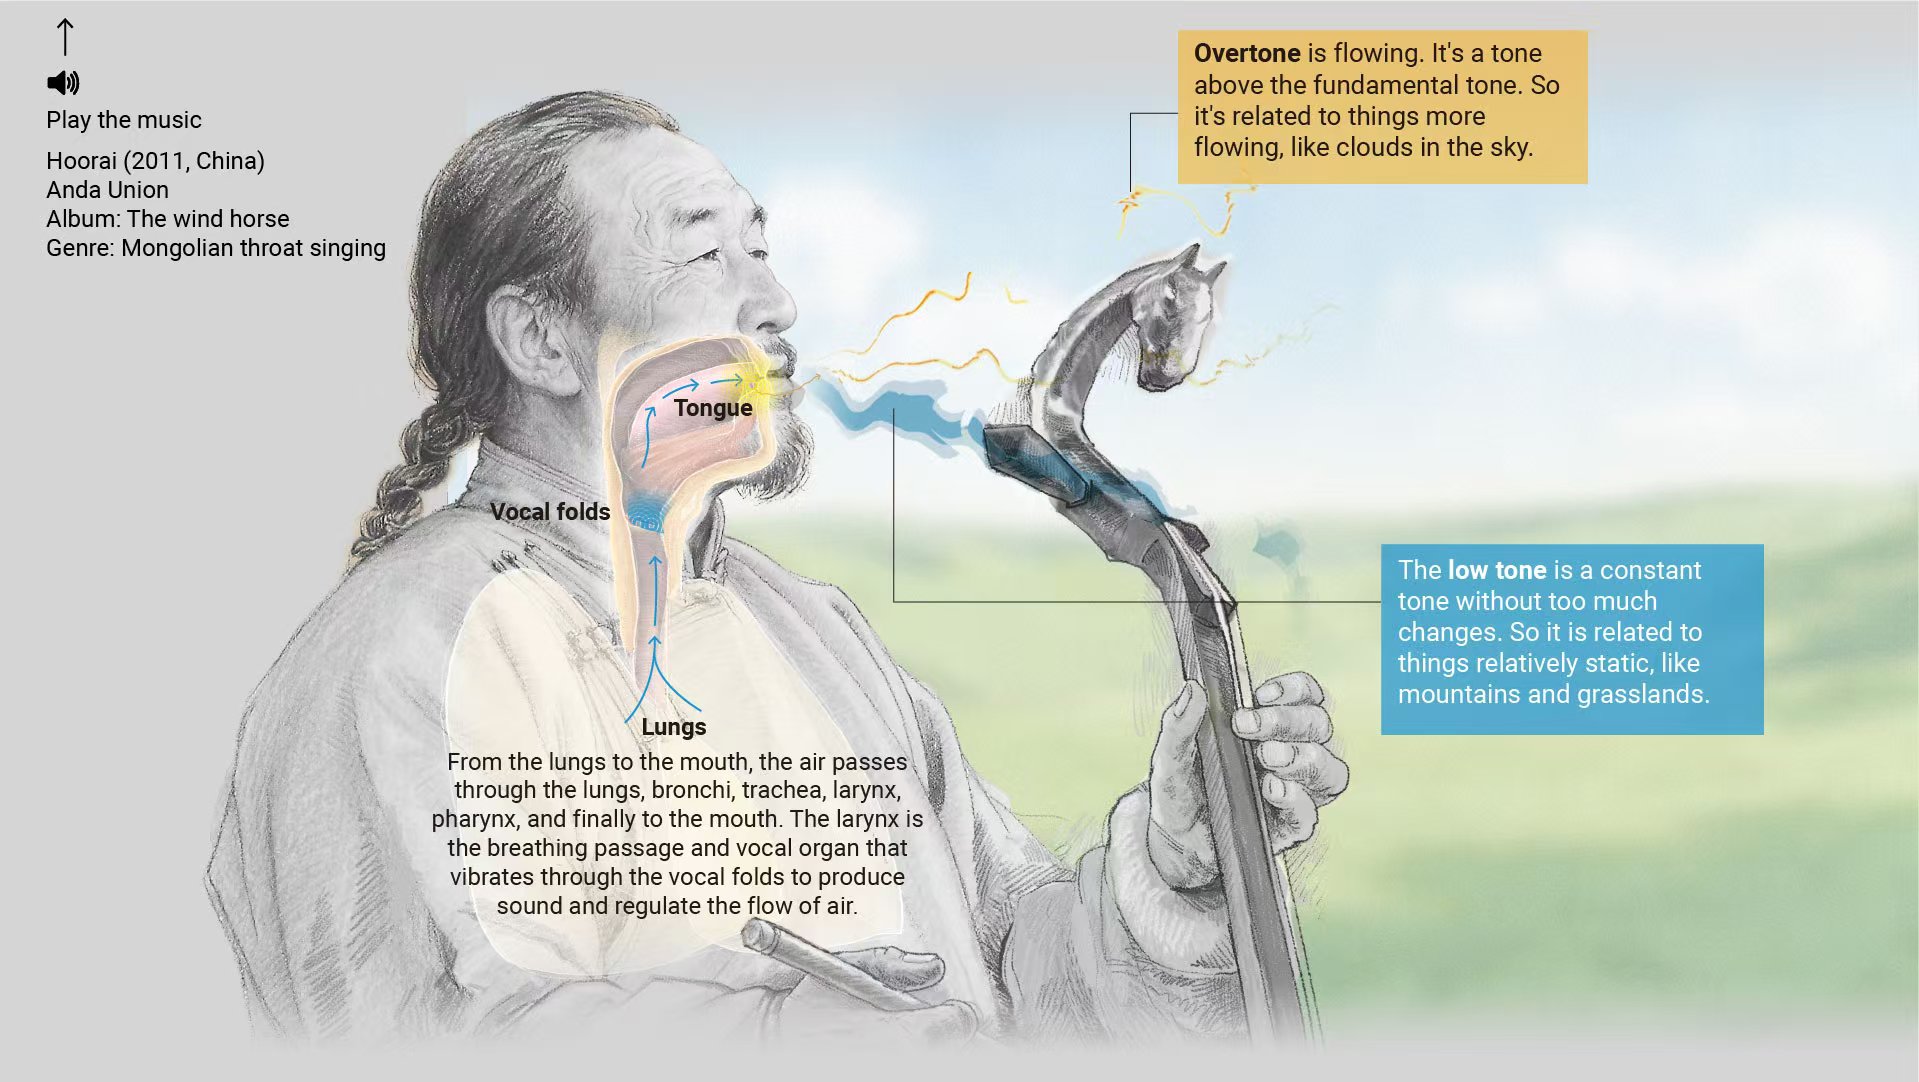 Play the music
Hoorai (2011, China)
Anda Union
Album: The wind horse
Genre: Mongolian throat singing
Overtone is flowing. It's a tone
above the fundamental tone. So
it's related to things more
flowing, like clouds in the sky.
Tongue
Vocal folds
The low tone is a constant
tone without too much
changes. So it is related to
things relatively static, like
mountains and grasslands.
Lungs
From the lungs to the mouth, the air passes
through the lungs, bronchi, trachea, larynx,
pharynx, and finally to the mouth. The larynx is
the breathing passage and vocal organ that
vibrates through the vocal folds to produce
sound and regulate the flow of air.